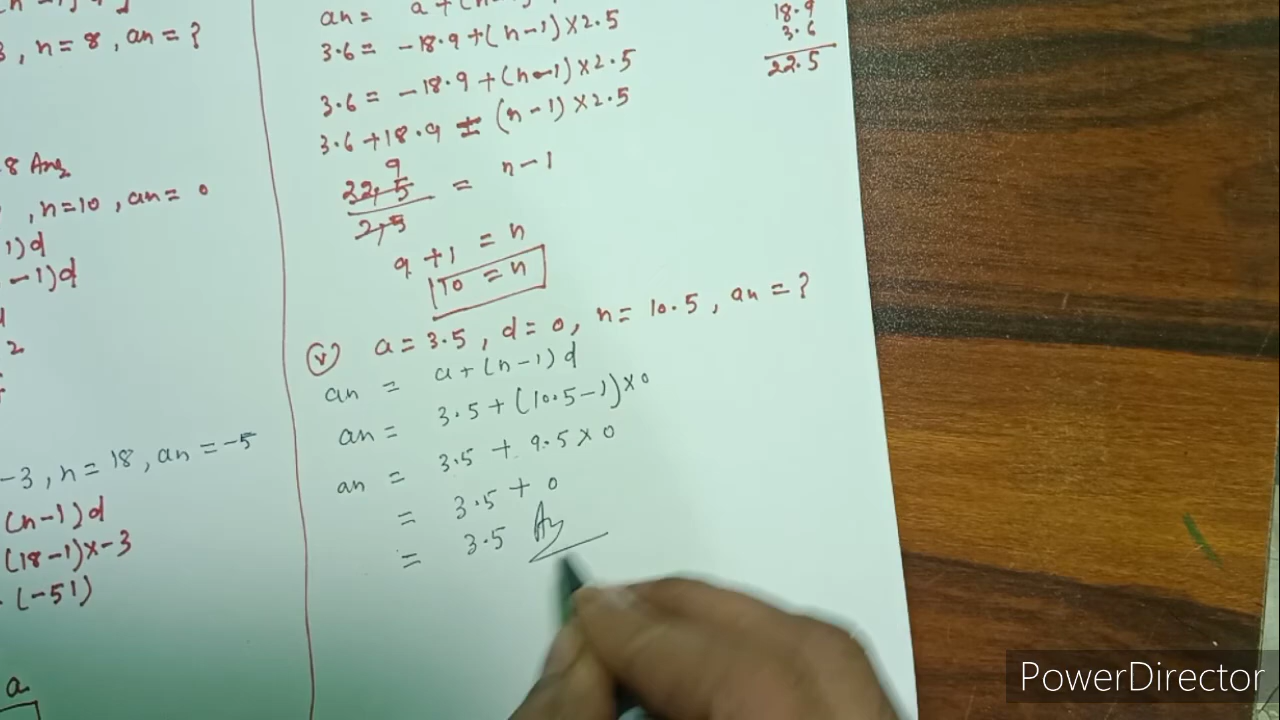 , n=8, an=?
8 Ans
, n=10, an= 0
1)d
-1)d
2
-3, n=18, an=-5
(n-1)d
(18-1)x-3
(-51)
a
an=
3.6= -18.9+(n-1)×2.5
3.6= -18.9+(n-1)×2.5
3.6+18.9 = (n-1)×2.5
9
22.5 = n-1
2.5
9+1 = n
10 = n
18.9
3.6
22.5
(v) a=3.5, d=0, n=10.5, an=?
an = a+(n-1)d
an= 3.5+(10.5-1)×0
an = 3.5+9.5×0
= 3.5+0
= 3.5 Ans
PowerDirector